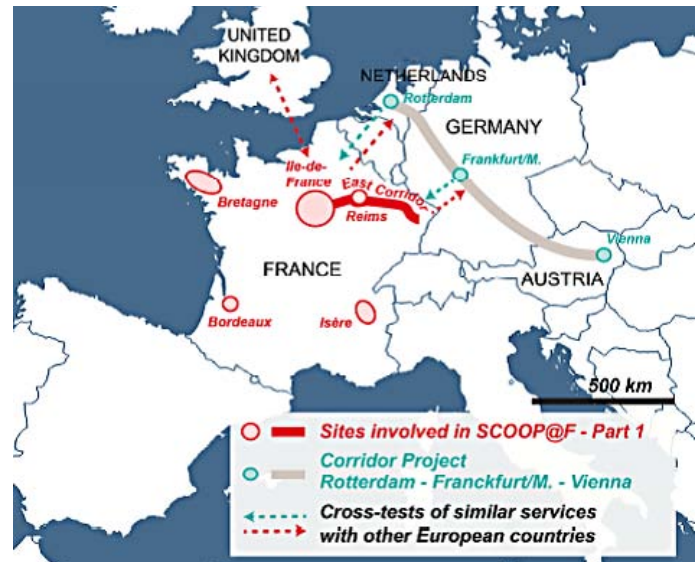 UNITED
KINGDOM
NETHERLANDS
Rotterdam
GERMANY
Ile-de-
France
East Corridor
Frankfurt/M.
Bretagne
Reims
Vienna
FRANCE
AUSTRIA
Bordeaux
Isère
500 km
Sites involved in SCOOP@F - Part 1
Corridor Project
Rotterdam - Franckfurt/M. - Vienna
Cross-tests of similar services
with other European countries